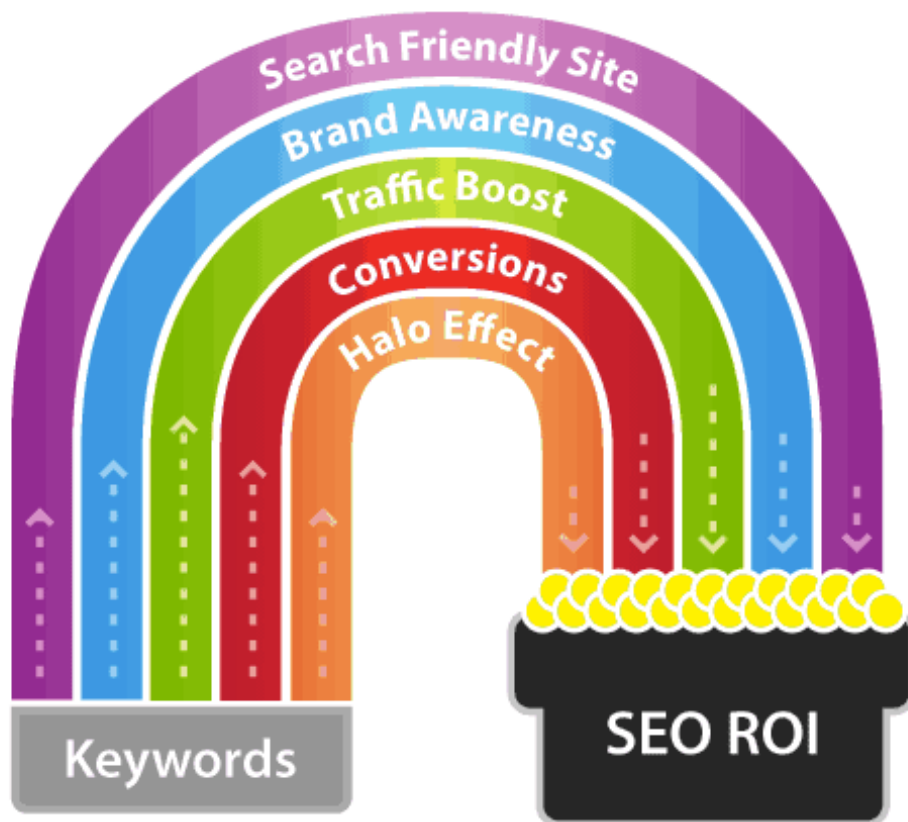 Search Friendly Site
Brand Awareness
Traffic Boost
Conversions
Halo Effect
Keywords
SEO ROI